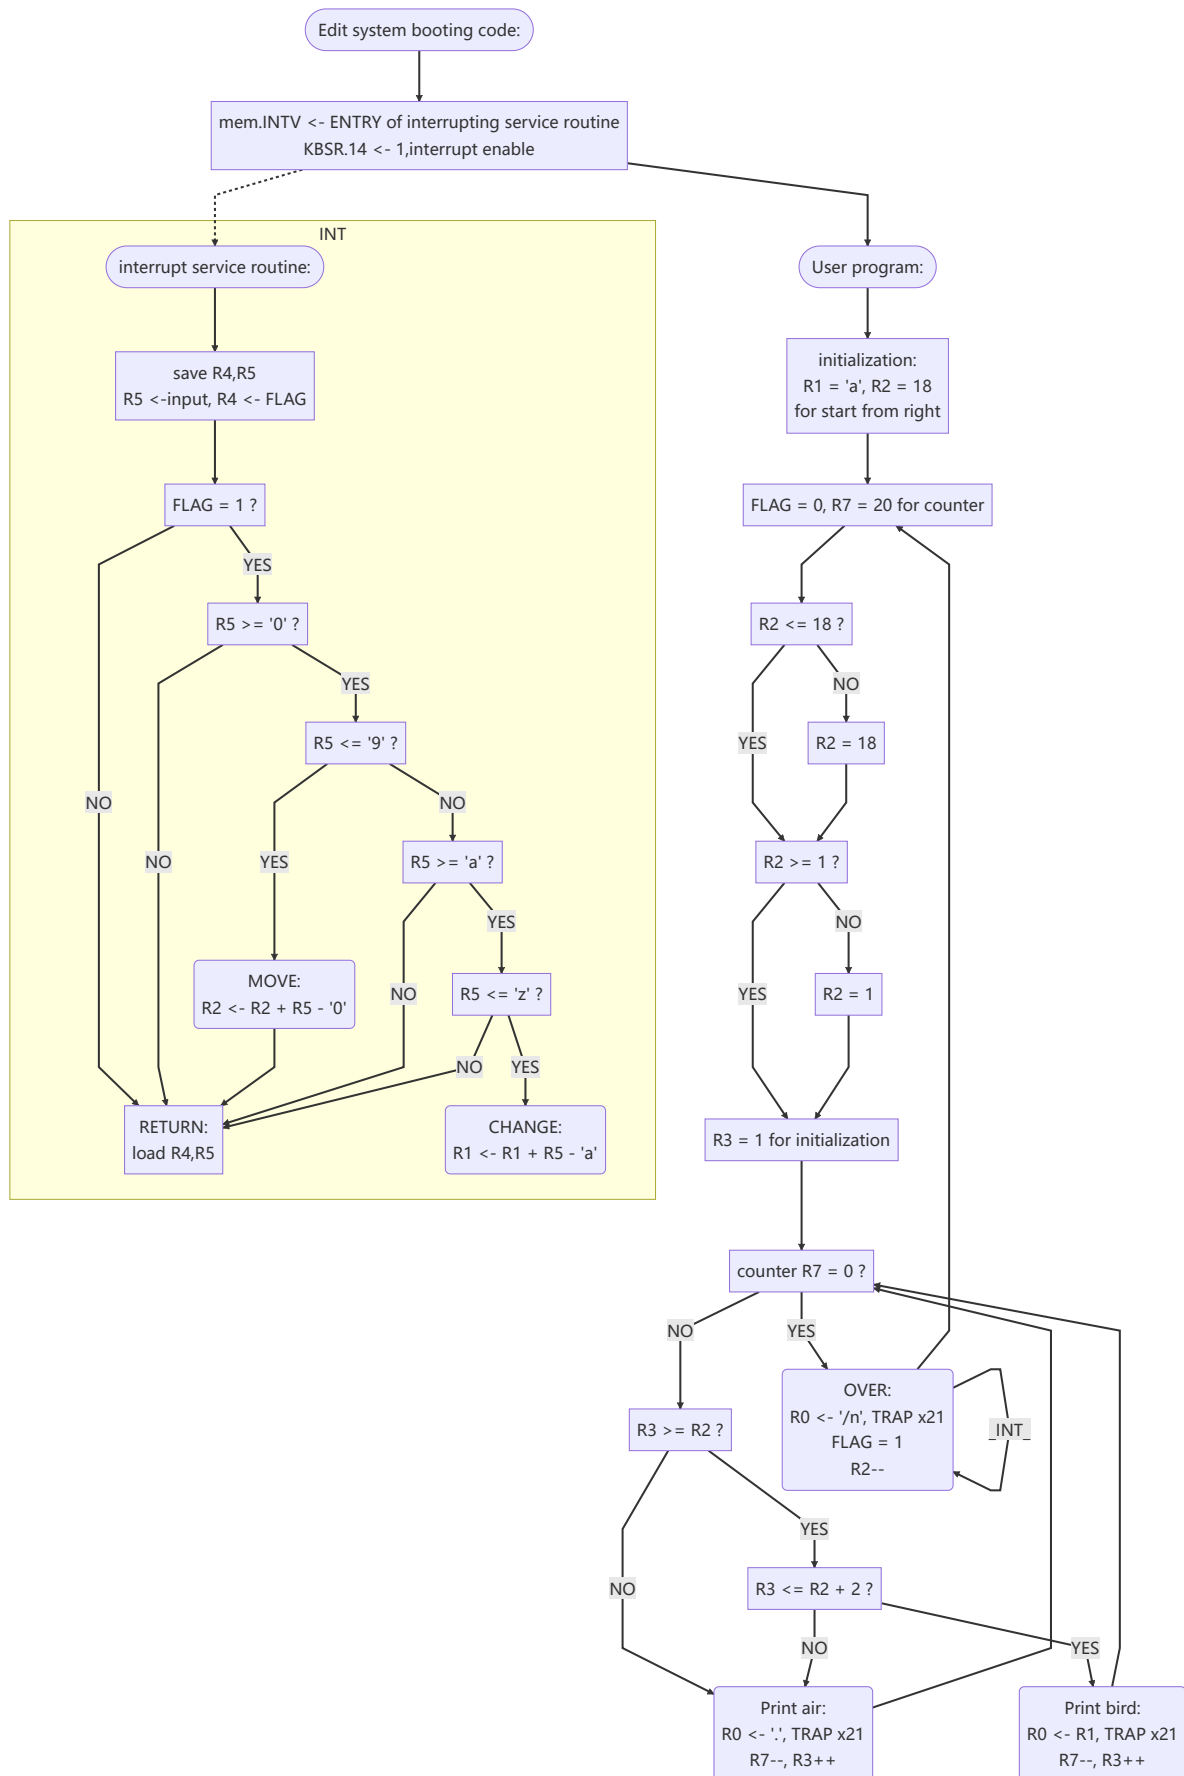 Edit system booting code:
mem.INTV <- ENTRY of interrupting service routine
KBSR.14 <- 1,interrupt enable
INT
interrupt service routine:
save R4,R5
R5 <-input, R4 <- FLAG
FLAG = 1 ?
YES
R5 >= '0' ?
YES
R5 <= '9' ?
NO
NO
NO
YES
R5 >= 'a' ?
YES
MOVE:
R2 <- R2 + R5 - '0'
NO
R5 <= 'z' ?
NO
YES
RETURN:
load R4,R5
CHANGE:
R1 <- R1 + R5 - 'a'
User program:
initialization:
R1 = 'a', R2 = 18
for start from right
FLAG = 0, R7 = 20 for counter
R2 <= 18 ?
NO
YES
R2 = 18
R2 >= 1 ?
NO
YES
R2 = 1
R3 = 1 for initialization
counter R7 = 0 ?
NO
YES
OVER:
R0 <- '/n', TRAP x21
FLAG = 1
R2--
_INT_
R3 >= R2 ?
YES
NO
R3 <= R2 + 2 ?
NO
YES
Print air:
R0 <- '.', TRAP x21
R7--, R3++
Print bird:
R0 <- R1, TRAP x21
R7--, R3++